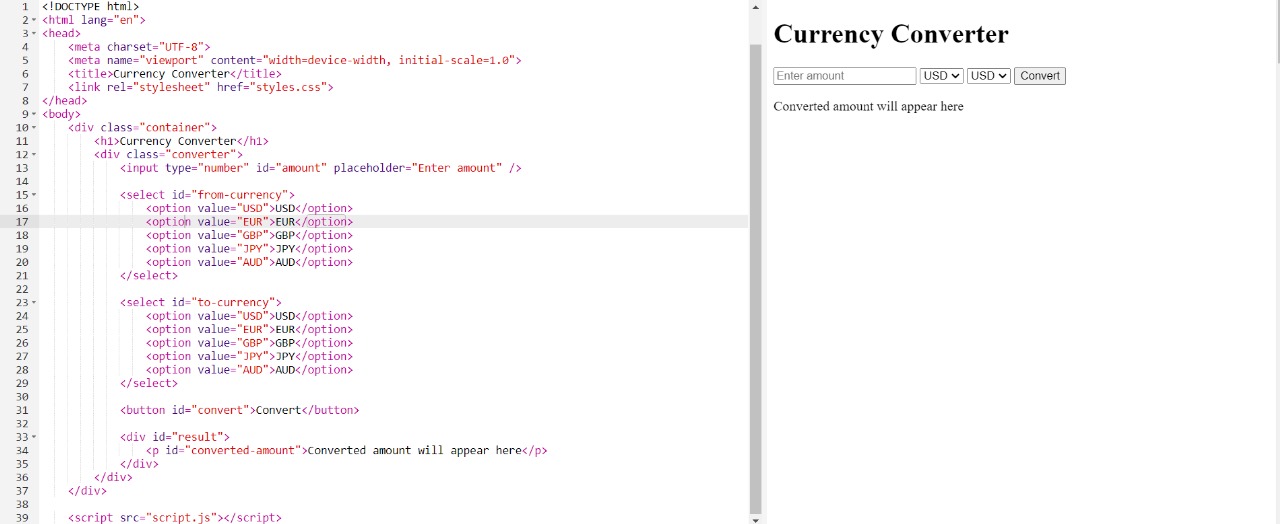 1 <!DOCTYPE html>
2 <html lang="en">
3 <head>
4 <meta charset="UTF-8">
5 <meta name="viewport" content="width=device-width, initial-scale=1.0">
6 <title>Currency Converter</title>
7 <link rel="stylesheet" href="styles.css">
8 </head>
9 <body>
10 <div class="container">
11 <h1>Currency Converter</h1>
12 <div class="converter">
13 <input type="number" id="amount" placeholder="Enter amount" />
14
15 <select id="from-currency">
16 <option value="USD">USD</option>
17 <option value="EUR">EUR</option>
18 <option value="GBP">GBP</option>
19 <option value="JPY">JPY</option>
20 <option value="AUD">AUD</option>
21 </select>
22
23 <select id="to-currency">
24 <option value="USD">USD</option>
25 <option value="EUR">EUR</option>
26 <option value="GBP">GBP</option>
27 <option value="JPY">JPY</option>
28 <option value="AUD">AUD</option>
29 </select>
30
31 <button id="convert">Convert</button>
32
33 <div id="result">
34 <p id="converted-amount">Converted amount will appear here</p>
35 </div>
36 </div>
37 </div>
38
39 <script src="script.js"></script>
Currency Converter
Enter amount USD USD Convert
Converted amount will appear here